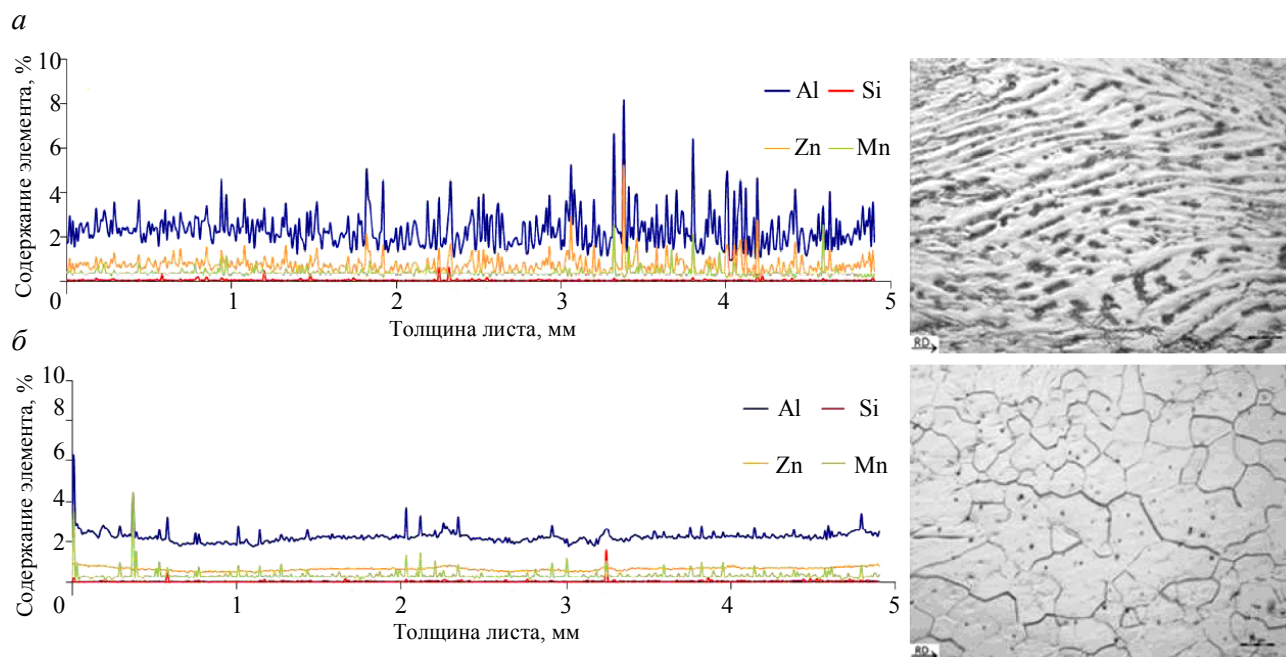 а
Содержание элемента, %
10
8
6
4
2
0
Al
Si
Zn
Mn
1
2
3
4
5
Толщина листа, мм
RD
б
Содержание элемента, %
10
8
6
4
2
0
Al
Si
Zn
Mn
1
2
3
4
5
Толщина листа, мм
RD